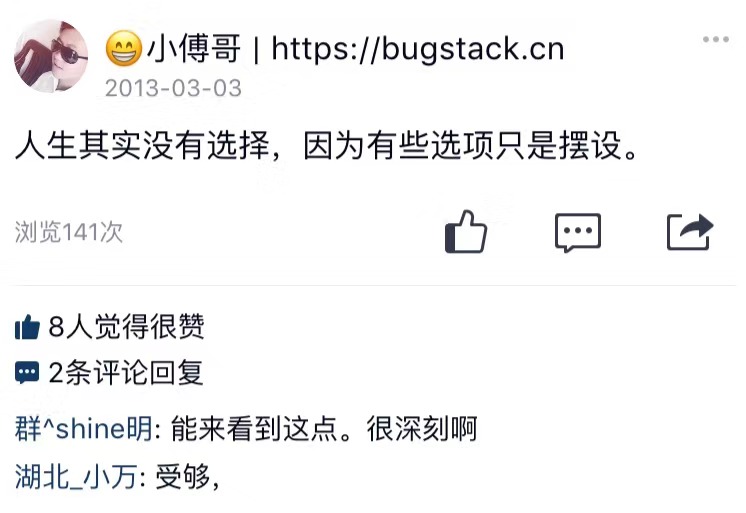 😁小傅哥 | https://bugstack.cn
2013-03-03
人生其实没有选择，因为有些选项只是摆设。
浏览141次
8人觉得很赞
2条评论回复
群^shine明: 能来看到这点。很深刻啊
湖北_小万: 受够,